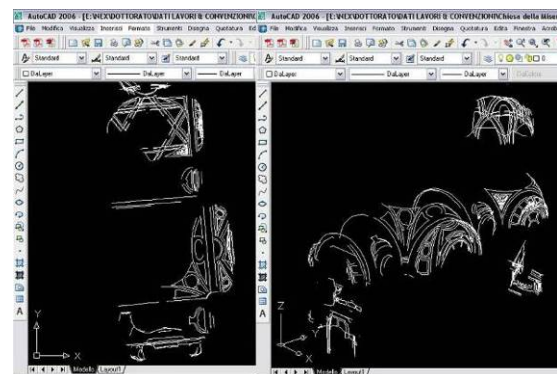 AutoCAD 2006 - [E:\HEX\DOTTORATO\DATI LAVORI & CONVENZIONI\C
File Modifica Visualizza Inserisci Formato Strumenti Disegna Quotatura
Standard Standard Standard
DaLayer DaLayer DaLayer
Y
X
Modello Layout1
AutoCAD 2006 - [E:\HEX\DOTTORATO\DATI LAVORI & CONVENZIONI\Chiesa della
File Modifica Visualizza Inserisci Formato Strumenti Disegna Quotatura Edita Finestra
Standard Standard Standard
DaLayer DaLayer DaLayer DaColore
Z
X
Modello Layout1